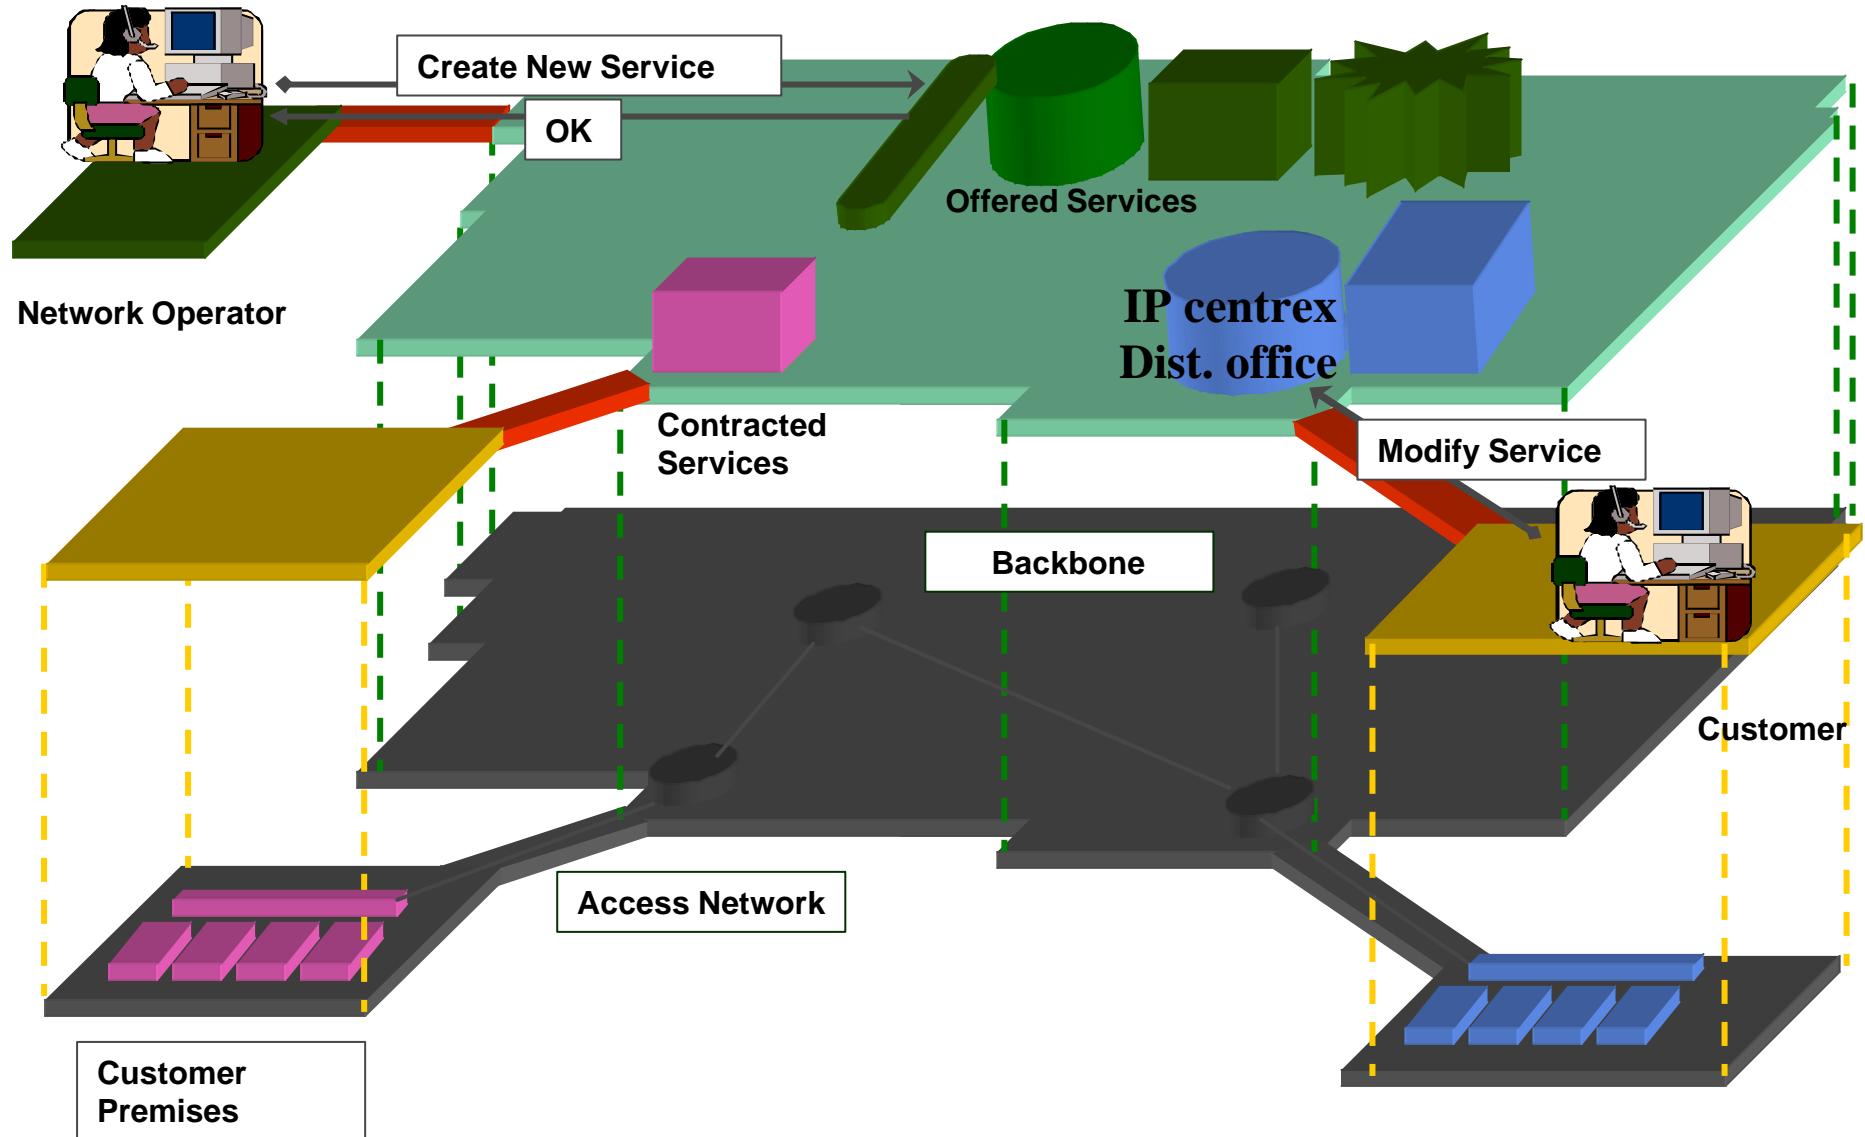 Create New Service
OK
Offered Services
Network Operator
IP centrex
Dist. office
Contracted
Services
Modify Service
Backbone
Customer
Access Network
Customer
Premises